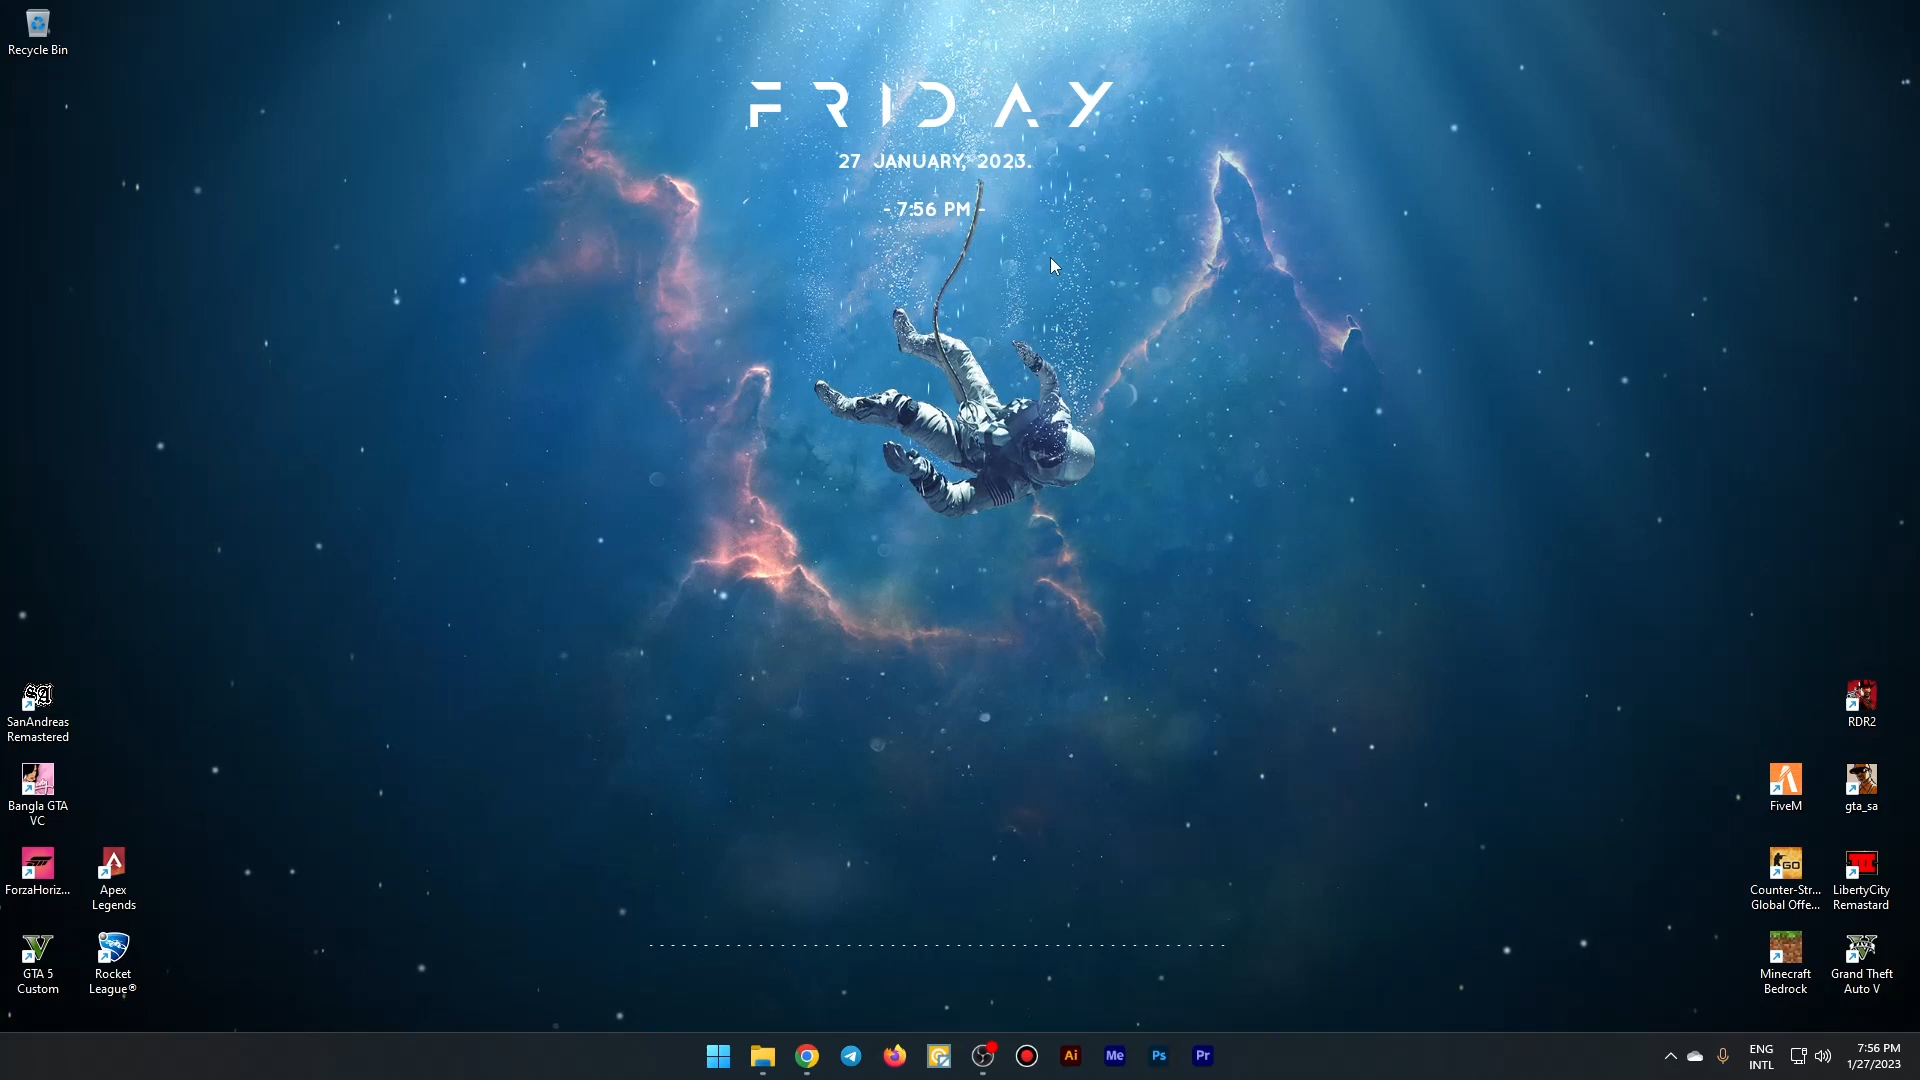 Recycle Bin
FRIDAY
27 JANUARY, 2023.
- 7:56 PM -
SanAndreas
Remastered
Bangla GTA
VC
ForzaHoriz...
Apex
Legends
GTA 5
Custom
Rocket
League®
RDR2
FiveM
gta_sa
Counter-Str...
Global Offe...
LibertyCity
Remastard
Minecraft
Bedrock
Grand Theft
Auto V
Ai
Me
Ps
Pr
ENG
INTL
7:56 PM
1/27/2023